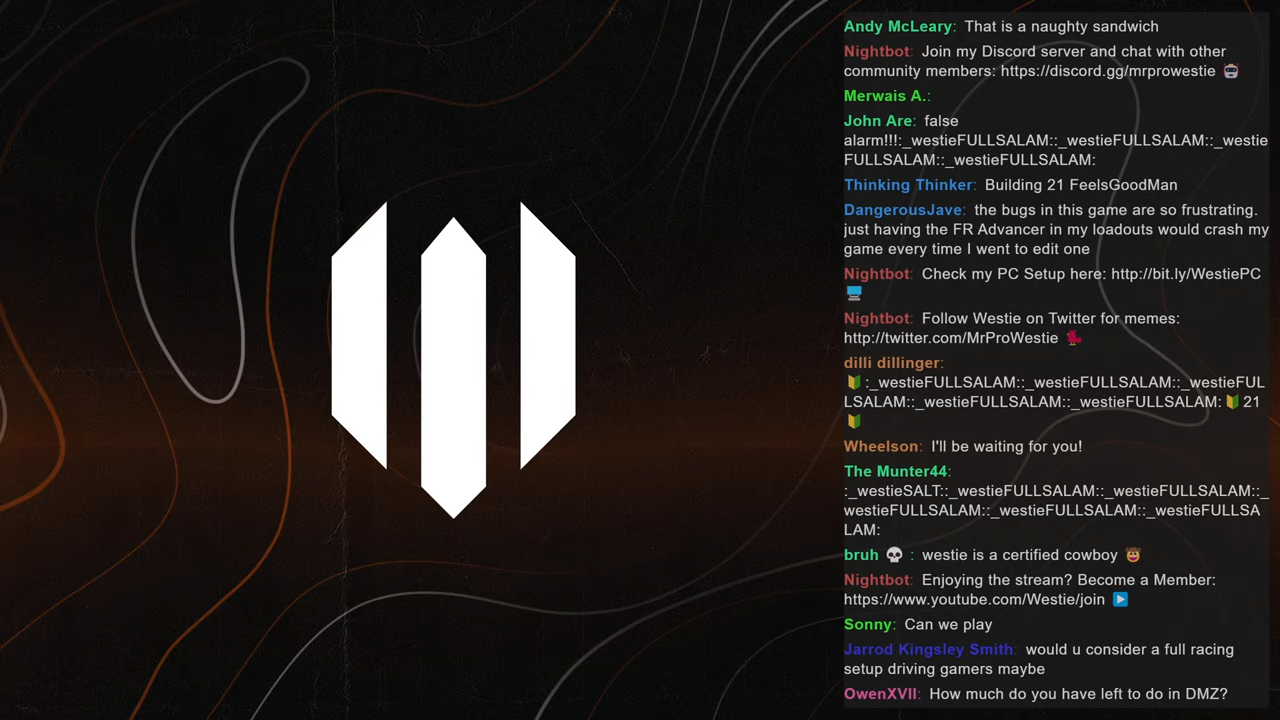 Andy McLeary: That is a naughty sandwich
Nightbot: Join my Discord server and chat with other
community members: https://discord.gg/mrprowestie 🤖
Merwais A.:
John Are: false
alarm!!!:_westieFULLSALAM::_westieFULLSALAM::_westie
FULLSALAM::_westieFULLSALAM:
Thinking Thinker: Building 21 FeelsGoodMan
DangerousJave: the bugs in this game are so frustrating.
just having the FR Advancer in my loadouts would crash my
game every time I went to edit one
Nightbot: Check my PC Setup here: http://bit.ly/WestiePC
🖥️
Nightbot: Follow Westie on Twitter for memes:
http://twitter.com/MrProWestie 🐦
dilli dillinger:
🔰:_westieFULLSALAM::_westieFULLSALAM::_westieFUL
LSALAM::_westieFULLSALAM::_westieFULLSALAM:🔰21
🔰
Wheelson: I'll be waiting for you!
The Munter44:
:_westieSALT::_westieFULLSALAM::_westieFULLSALAM::_
westieFULLSALAM::_westieFULLSALAM::_westieFULLSA
LAM:
bruh 💀 : westie is a certified cowboy 🤠
Nightbot: Enjoying the stream? Become a Member:
https://www.youtube.com/Westie/join ▶️
Sonny: Can we play
Jarrod Kingsley Smith: would u consider a full racing
setup driving gamers maybe
OwenXVII: How much do you have left to do in DMZ?